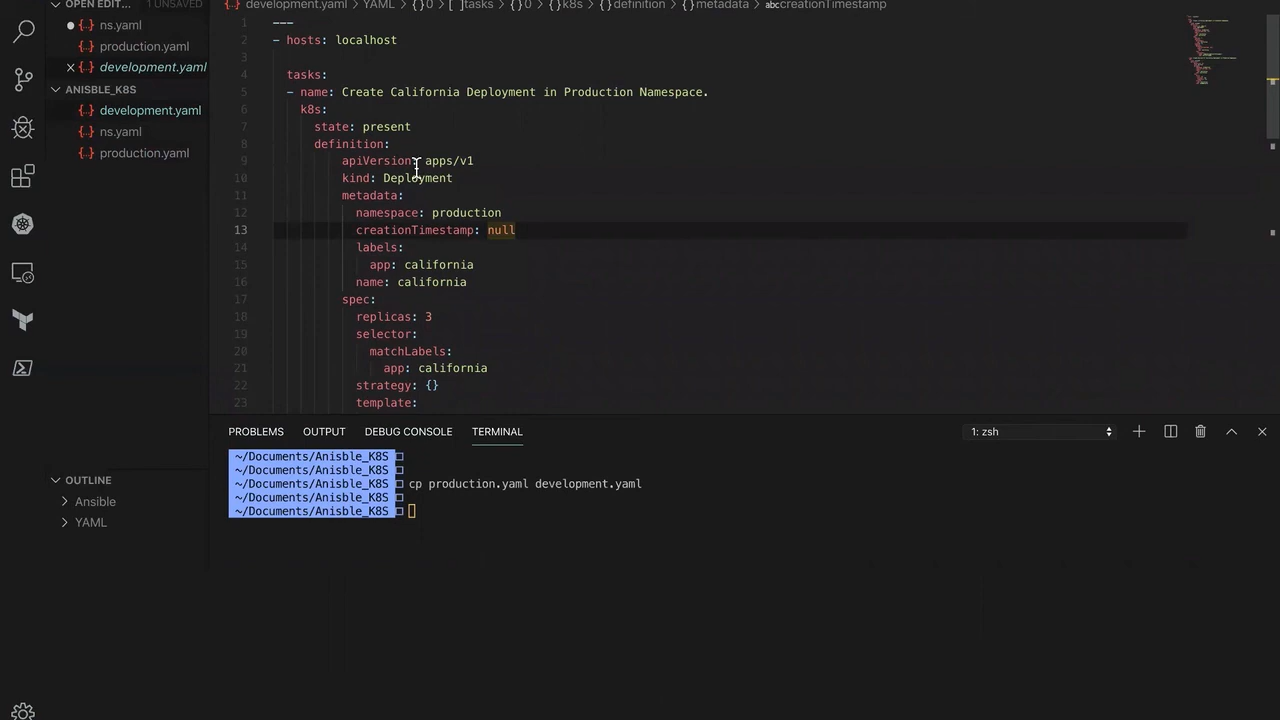 OPEN EDIT... 1 UNSAVED
ns.yaml
production.yaml
development.yaml
ANISBLE_K8S
development.yaml
ns.yaml
production.yaml
OUTLINE
Ansible
YAML
development.yaml › YAML › {} 0 › [ ] tasks › {} 0 › {} k8s › {} definition › {} metadata › abc creationTimestamp
1 ---
2 - hosts: localhost
3
4 tasks:
5 - name: Create California Deployment in Production Namespace.
6 k8s:
7 state: present
8 definition:
9 apiVersion: apps/v1
10 kind: Deployment
11 metadata:
12 namespace: production
13 creationTimestamp: null
14 labels:
15 app: california
16 name: california
17 spec:
18 replicas: 3
19 selector:
20 matchLabels:
21 app: california
22 strategy: {}
23 template:
PROBLEMS OUTPUT DEBUG CONSOLE TERMINAL 1: zsh
~/Documents/Anisble_K8S
~/Documents/Anisble_K8S
~/Documents/Anisble_K8S cp production.yaml development.yaml
~/Documents/Anisble_K8S
~/Documents/Anisble_K8S